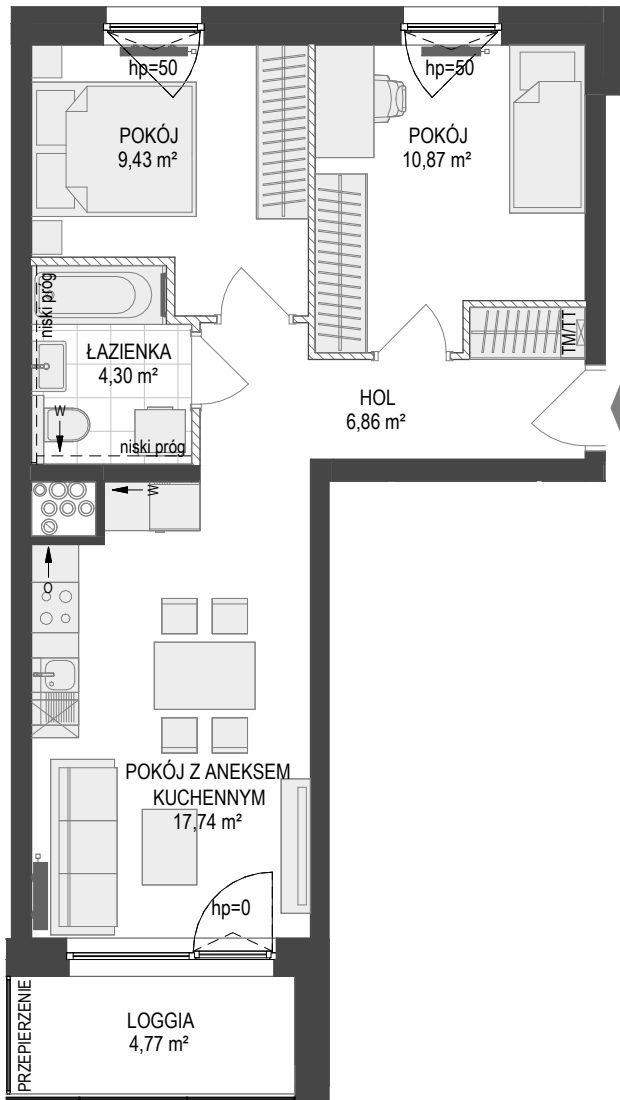 hp=50
hp=50
POKÓJ
9,43 m²
POKÓJ
10,87 m²
niski próg
ŁAZIENKA
4,30 m²
TM/TT
HOL
6,86 m²
W
niski próg
W
O
POKÓJ Z ANEKSEM
KUCHENNYM
17,74 m²
hp=0
PRZEPIERZENIE
LOGGIA
4,77 m²